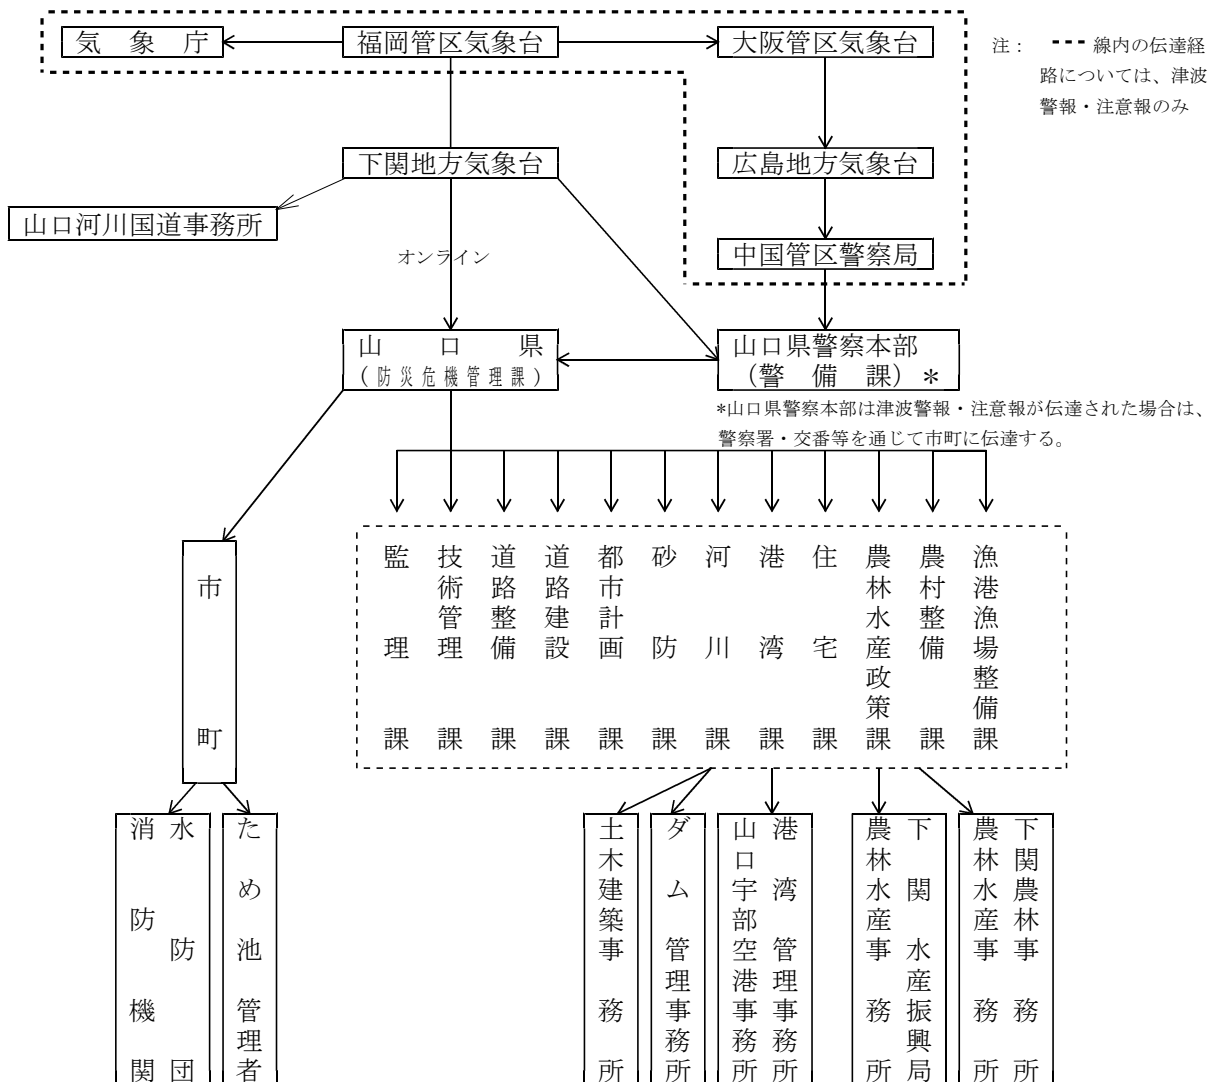 気象庁
福岡管区気象台
大阪管区気象台
注： ---- 線内の伝達経
路については、津波
警報・注意報のみ
下関地方気象台
広島地方気象台
山口河川国道事務所
オンライン
中国管区警察局
山口県
（防災危機管理課）
山口県警察本部
（警備課）＊
*山口県警察本部は津波警報・注意報が伝達された場合は、
警察署・交番等を通じて市町に伝達する。
市町
監理課
技術管理課
道路整備課
道路建設課
都市計画課
砂防課
河川課
港湾課
住宅課
農林水産政策課
農村整備課
漁港漁場整備課
消防機関
水防団
ため池管理者
土木建築事務所
ダム管理事務所
山口宇部空港事務所
港湾管理事務所
農林水産事務所
下関水産振興局
農林水産事務所
下関農林事務所